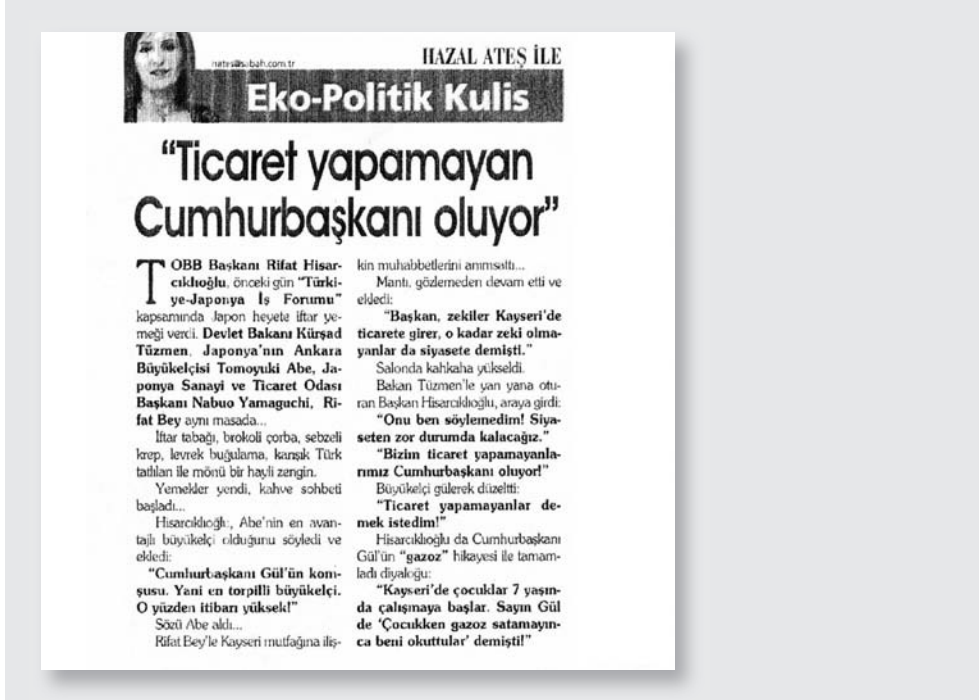 hates@sabah.com.tr
HAZAL ATEŞ İLE
Eko-Politik Kulis
“Ticaret yapamayan
Cumhurbaşkanı oluyor”
TOBB Başkanı Rifat Hisar-
cıklıoğlu, önceki gün “Türki-
ye-Japonya İş Forumu”
kapsamında Japon heyete iftar ye-
meği verdi. Devlet Bakanı Kürşad
Tüzmen, Japonya’nın Ankara
Büyükelçisi Tomoyuki Abe, Ja-
ponya Sanayi ve Ticaret Odası
Başkanı Nabuo Yamaguchi, Ri-
fat Bey aynı masada...
İftar tabağı, brokoli çorba, sebzeli
krep, levrek buğulama, karışık Türk
tatlıları ile mönü bir hayli zengin.
Yemekler yendi, kahve sohbeti
başladı...
Hisarcıklıoğlu, Abe’nin en avan-
tajlı büyükelçi olduğunu söyledi ve
ekledi:
“Cumhurbaşkanı Gül’ün kom-
şusu. Yani en torpilli büyükelçi.
O yüzden itibarı yüksek!”
Sözü Abe aldı...
Rifat Bey’le Kayseri mutfağına iliş-
kin muhabbetlerini anımsattı...
Mantı, gözlemeden devam etti ve
ekledi:
“Başkan, zekiler Kayseri’de
ticarete girer, o kadar zeki olma-
yanlar da siyasete demişti.”
Salonda kahkaha yükseldi.
Bakan Tüzmen’le yan yana otu-
ran Başkan Hisarcıklıoğlu, araya girdi:
“Onu ben söylemedim! Siya-
seten zor durumda kalacağız.”
“Bizim ticaret yapamayanla-
rımız Cumhurbaşkanı oluyor!”
Büyükelçi gülerek düzeltti:
“Ticaret yapamayanlar de-
mek istedim!”
Hisarcıklıoğlu da Cumhurbaşkanı
Gül’ün “gazoz” hikayesi ile tamam-
ladı diyaloğu:
“Kayseri’de çocuklar 7 yaşın-
da çalışmaya başlar. Sayın Gül
de ‘Çocukken gazoz satamayın-
ca beni okuttular’ demişti!”